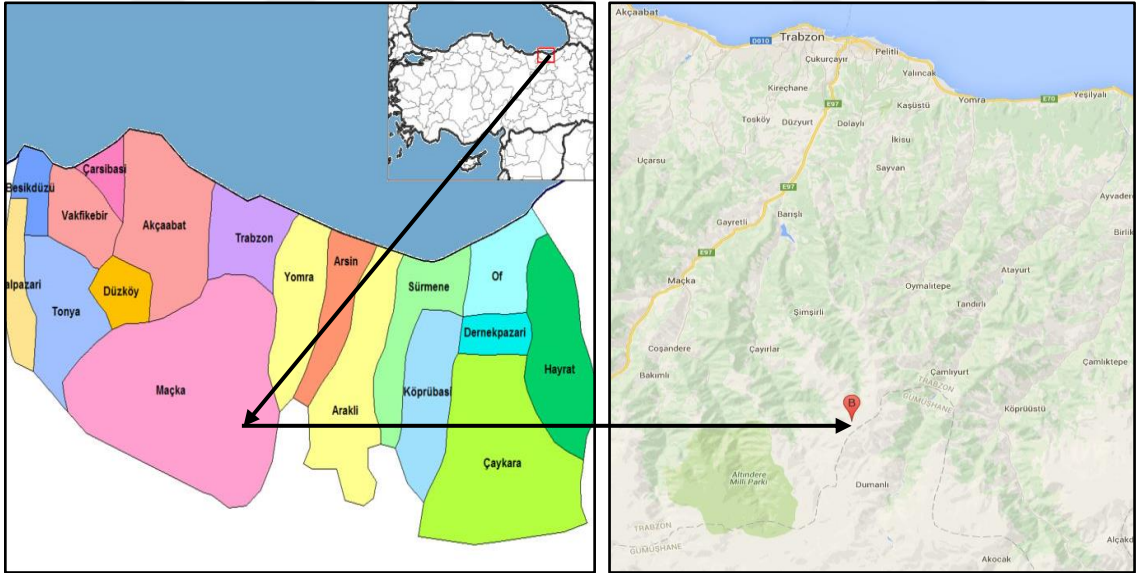 Besikdüzü
Çarsibasi
Vakfikebir
Akçaabat
Trabzon
alpazari
Tonya
Düzköy
Yomra
Arsin
Sürmene
Of
Dernekpazari
Maçka
Köprübasi
Hayrat
Arakli
Çaykara
Akçaabat
Trabzon
D010
Pelitli
Çukurçayır
Yalıncak
Kireçhane
E97
Kaşüstü
Yomra
E70
Yeşilyalı
Tosköy
Düzyurt
Dolaylı
İkisu
Uçarsu
Sayvan
E97
Ayvadere
Gayretli
Barışlı
Birlik
E97
Maçka
Atayurt
Oymalıtepe
Tandırlı
Şimşirli
Coşandere
Çayırlar
Çamlıktepe
Bakımlı
Çamlıyurt
TRABZON
GÜMÜŞHANE
Köprüüstü
B
Altındere
Milli Parkı
Dumanlı
TRABZON
GÜMÜŞHANE
Akocak
Alçakd